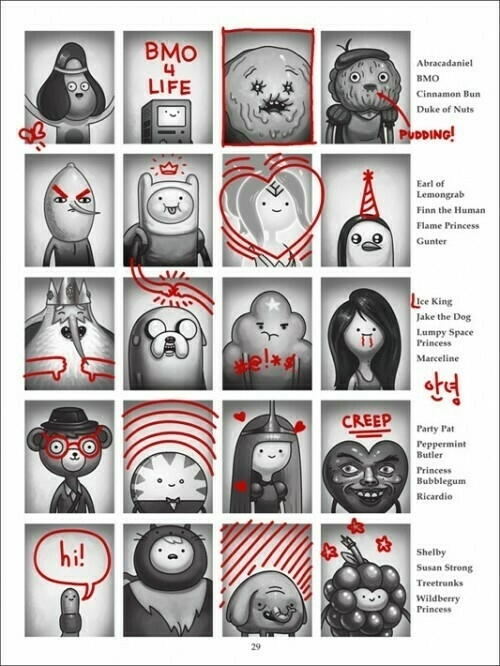 BMO
4
LIFE
Abracadaniel
BMO
Cinnamon Bun
Duke of Nuts
PUDDING!
Earl of
Lemongrab
Finn the Human
Flame Princess
Gunter
@!*
LIce King
Jake the Dog
Lumpy Space
Princess
Marceline
안녕
CREEP
Party Pat
Peppermint
Butler
Princess
Bubblegum
Ricardio
hi!
Shelby
Susan Strong
Treetrunks
Wildberry
Princess
29